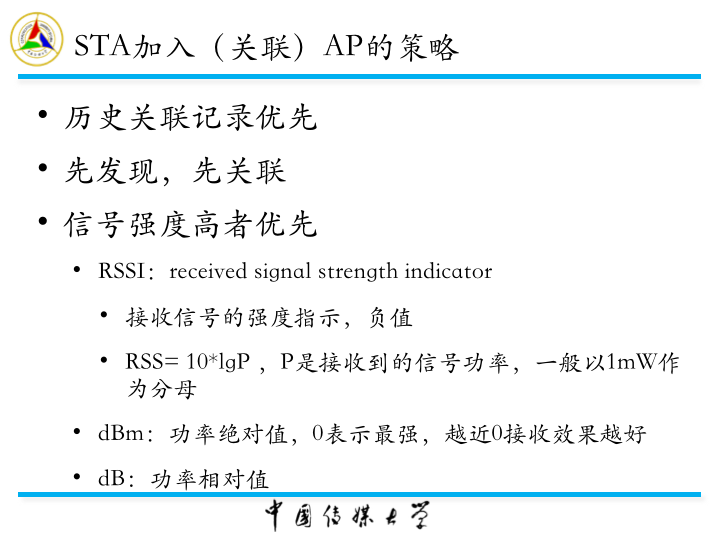 STA加入（关联）AP的策略
• 历史关联记录优先
• 先发现，先关联
• 信号强度高者优先
• RSSI：received signal strength indicator
• 接收信号的强度指示，负值
• RSS= 10*lgP ，P是接收到的信号功率，一般以1mW作
为分母
• dBm：功率绝对值，0表示最强，越近0接收效果越好
• dB：功率相对值
中国传媒大学